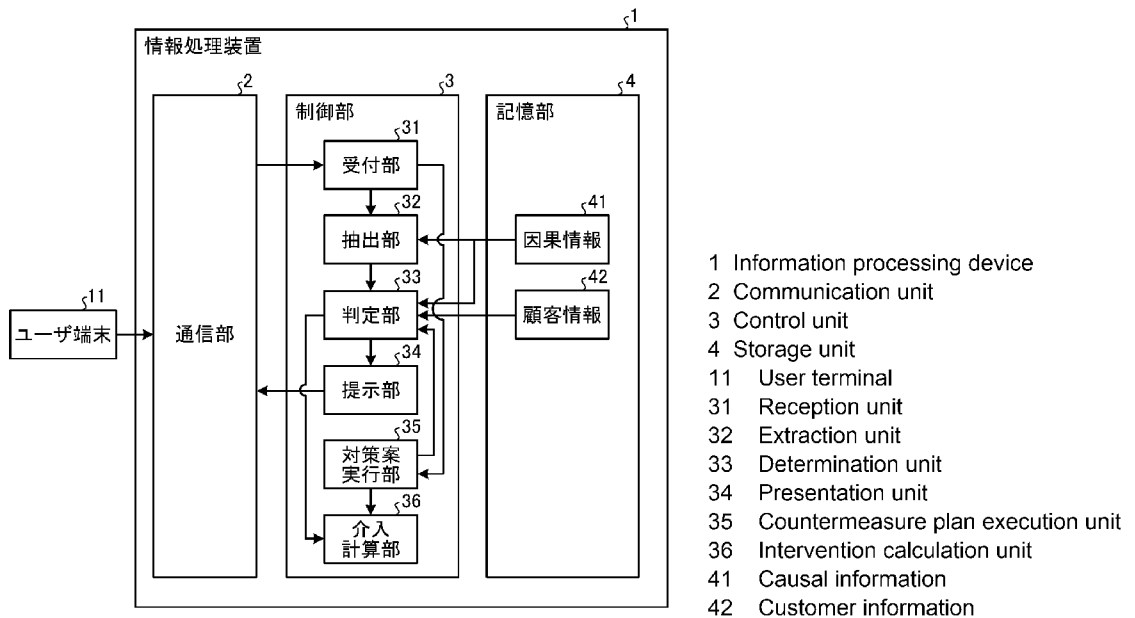 1
情報処理装置
2
通信部
3
制御部
31
受付部
32
抽出部
33
判定部
34
提示部
35
対策案
実行部
36
介入
計算部
4
記憶部
41
因果情報
42
顧客情報
11
ユーザ端末
1 Information processing device
2 Communication unit
3 Control unit
4 Storage unit
11 User terminal
31 Reception unit
32 Extraction unit
33 Determination unit
34 Presentation unit
35 Countermeasure plan execution unit
36 Intervention calculation unit
41 Causal information
42 Customer information